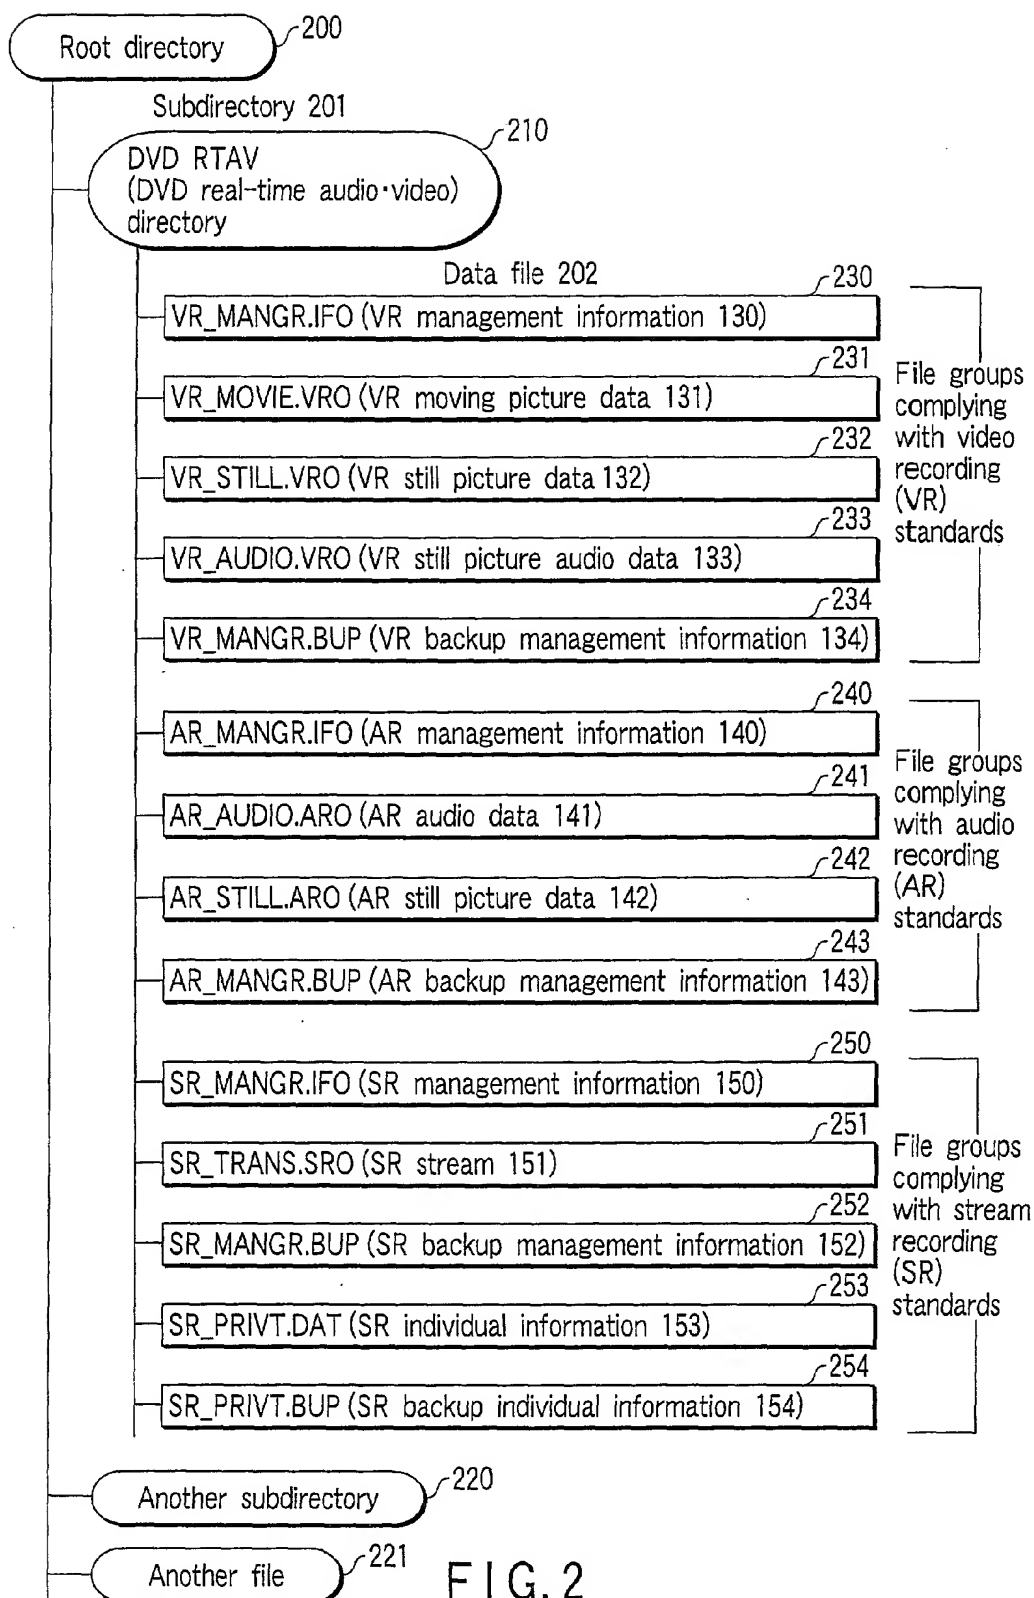 Root directory
200
Subdirectory 201
210
DVD RTAV
(DVD real-time audio・video)
directory
Data file 202
230
VR_MANGR.IFO (VR management information 130)
231
VR_MOVIE.VRO (VR moving picture data 131)
232
VR_STILL.VRO (VR still picture data 132)
233
VR_AUDIO.VRO (VR still picture audio data 133)
234
VR_MANGR.BUP (VR backup management information 134)
File groups
complying
with video
recording
(VR)
standards
240
AR_MANGR.IFO (AR management information 140)
241
AR_AUDIO.ARO (AR audio data 141)
242
AR_STILL.ARO (AR still picture data 142)
243
AR_MANGR.BUP (AR backup management information 143)
File groups
complying
with audio
recording
(AR)
standards
250
SR_MANGR.IFO (SR management information 150)
251
SR_TRANS.SRO (SR stream 151)
252
SR_MANGR.BUP (SR backup management information 152)
253
SR_PRIVT.DAT (SR individual information 153)
254
SR_PRIVT.BUP (SR backup individual information 154)
File groups
complying
with stream
recording
(SR)
standards
220
Another subdirectory
221
Another file
FIG. 2